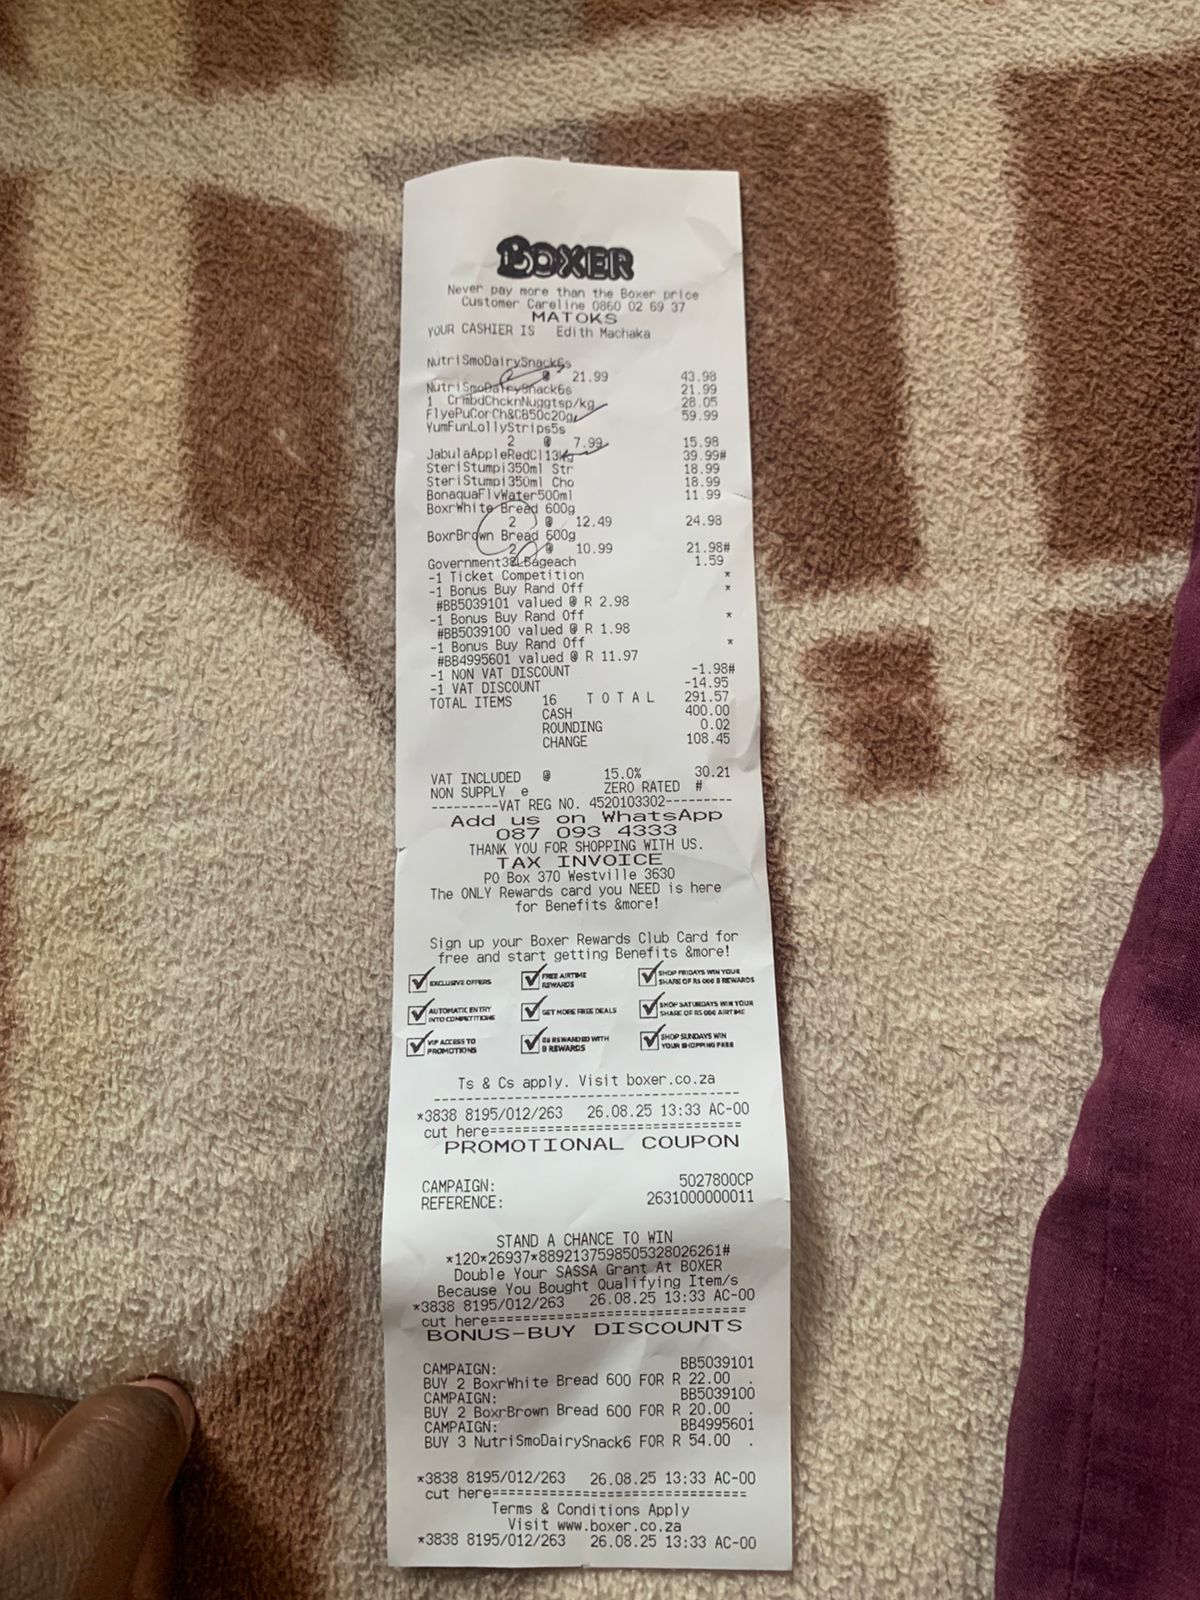 BOXER
Never pay more than the Boxer price
Customer Careline 0860 02 69 37
MATOKS
YOUR CASHIER IS Edith Machaka
NutriSmoDairySnack6s
2 @ 21.99 43.98
NutriSmoDairySnack6s 21.99
1 CrmbdChcknNuggtsp/kg 28.05
FlyePuCorCh&CB50c20g 59.99
YumFunLollyStrips5s
2 @ 7.99 15.98
JabulaAppleRedCl13kg 39.99#
SteriStumpi350ml Str 18.99
SteriStumpi350ml Cho 18.99
BonaquaFlvWater500ml 11.99
BoxrWhite Bread 600g
2 @ 12.49 24.98
BoxrBrown Bread 600g
2 @ 10.99 21.98#
Government38LBageach 1.59
-1 Ticket Competition *
-1 Bonus Buy Rand Off *
#BB5039101 valued @ R 2.98
-1 Bonus Buy Rand Off *
#BB5039100 valued @ R 1.98
-1 Bonus Buy Rand Off *
#BB4995601 valued @ R 11.97
-1 NON VAT DISCOUNT -1.98#
-1 VAT DISCOUNT -14.95
TOTAL ITEMS 16 T O T A L 291.57
CASH 400.00
ROUNDING 0.02
CHANGE 108.45
VAT INCLUDED @ 15.0% 30.21
NON SUPPLY e ZERO RATED #
---------VAT REG NO. 4520103302---------
Add us on WhatsApp
087 093 4333
THANK YOU FOR SHOPPING WITH US.
TAX INVOICE
PO Box 370 Westville 3630
The ONLY Rewards card you NEED is here
for Benefits &more!
Sign up your Boxer Rewards Club Card for
free and start getting Benefits &more!
EXCLUSIVE OFFERS
FREE AIRTIME REWARDS
SHOP FRIDAYS WIN YOUR SHARE OF R5 000 B REWARDS
AUTOMATIC ENTRY INTO COMPETITIONS
GET MORE FREE DEALS
SHOP SATURDAYS WIN YOUR SHARE OF R5 000 AIRTIME
VIP ACCESS TO PROMOTIONS
BE REWARDED WITH B REWARDS
SHOP SUNDAYS WIN YOUR SHOPPING FREE
Ts & Cs apply. Visit boxer.co.za
----------------------------------
*3838 8195/012/263 26.08.25 13:33 AC-00
cut here===============================
PROMOTIONAL COUPON
CAMPAIGN: 5027800CP
REFERENCE: 2631000000011
STAND A CHANCE TO WIN
*120*26937*8892137598505328026261#
Double Your SASSA Grant At BOXER
Because You Bought Qualifying Item/s
*3838 8195/012/263 26.08.25 13:33 AC-00
cut here===============================
BONUS-BUY DISCOUNTS
CAMPAIGN: BB5039101
BUY 2 BoxrWhite Bread 600 FOR R 22.00 .
CAMPAIGN: BB5039100
BUY 2 BoxrBrown Bread 600 FOR R 20.00 .
CAMPAIGN: BB4995601
BUY 3 NutriSmoDairySnack6 FOR R 54.00 .
*3838 8195/012/263 26.08.25 13:33 AC-00
cut here===============================
Terms & Conditions Apply
Visit www.boxer.co.za
*3838 8195/012/263 26.08.25 13:33 AC-00